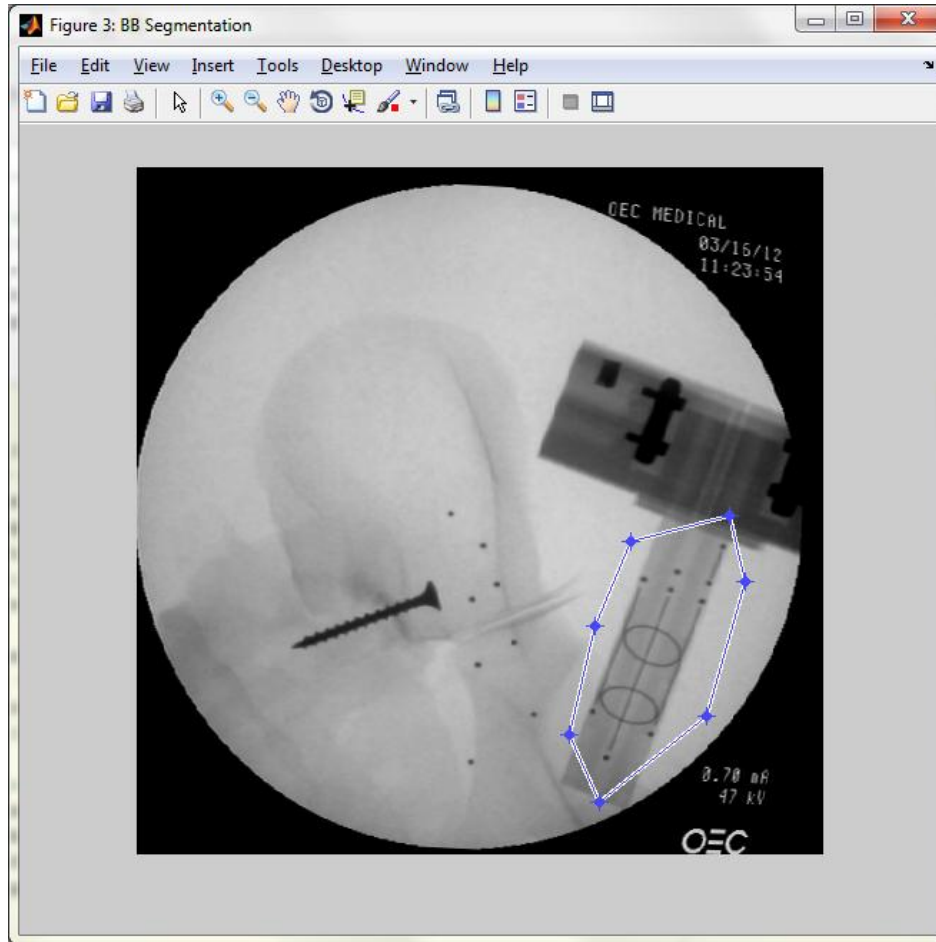 Figure 3: BB Segmentation
File Edit View Insert Tools Desktop Window Help
OEC MEDICAL
03/16/12
11:23:54
0.70 mA
47 kV
OEC